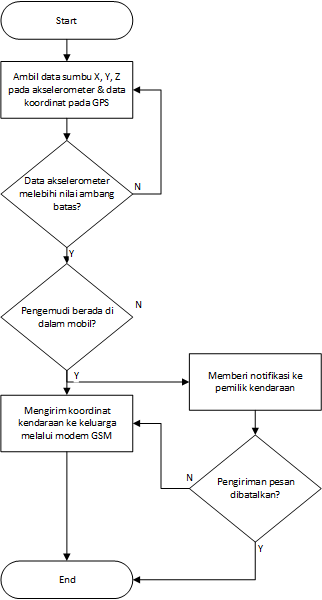 Start
Ambil data sumbu X, Y, Z
pada akselerometer & data
koordinat pada GPS
Data akselerometer
melebihi nilai ambang
batas?
N
Y
Pengemudi berada di
dalam mobil?
N
Y
Memberi notifikasi ke
pemilik kendaraan
Mengirim koordinat
kendaraan ke keluarga
melalui modem GSM
Pengiriman pesan
dibatalkan?
N
Y
End